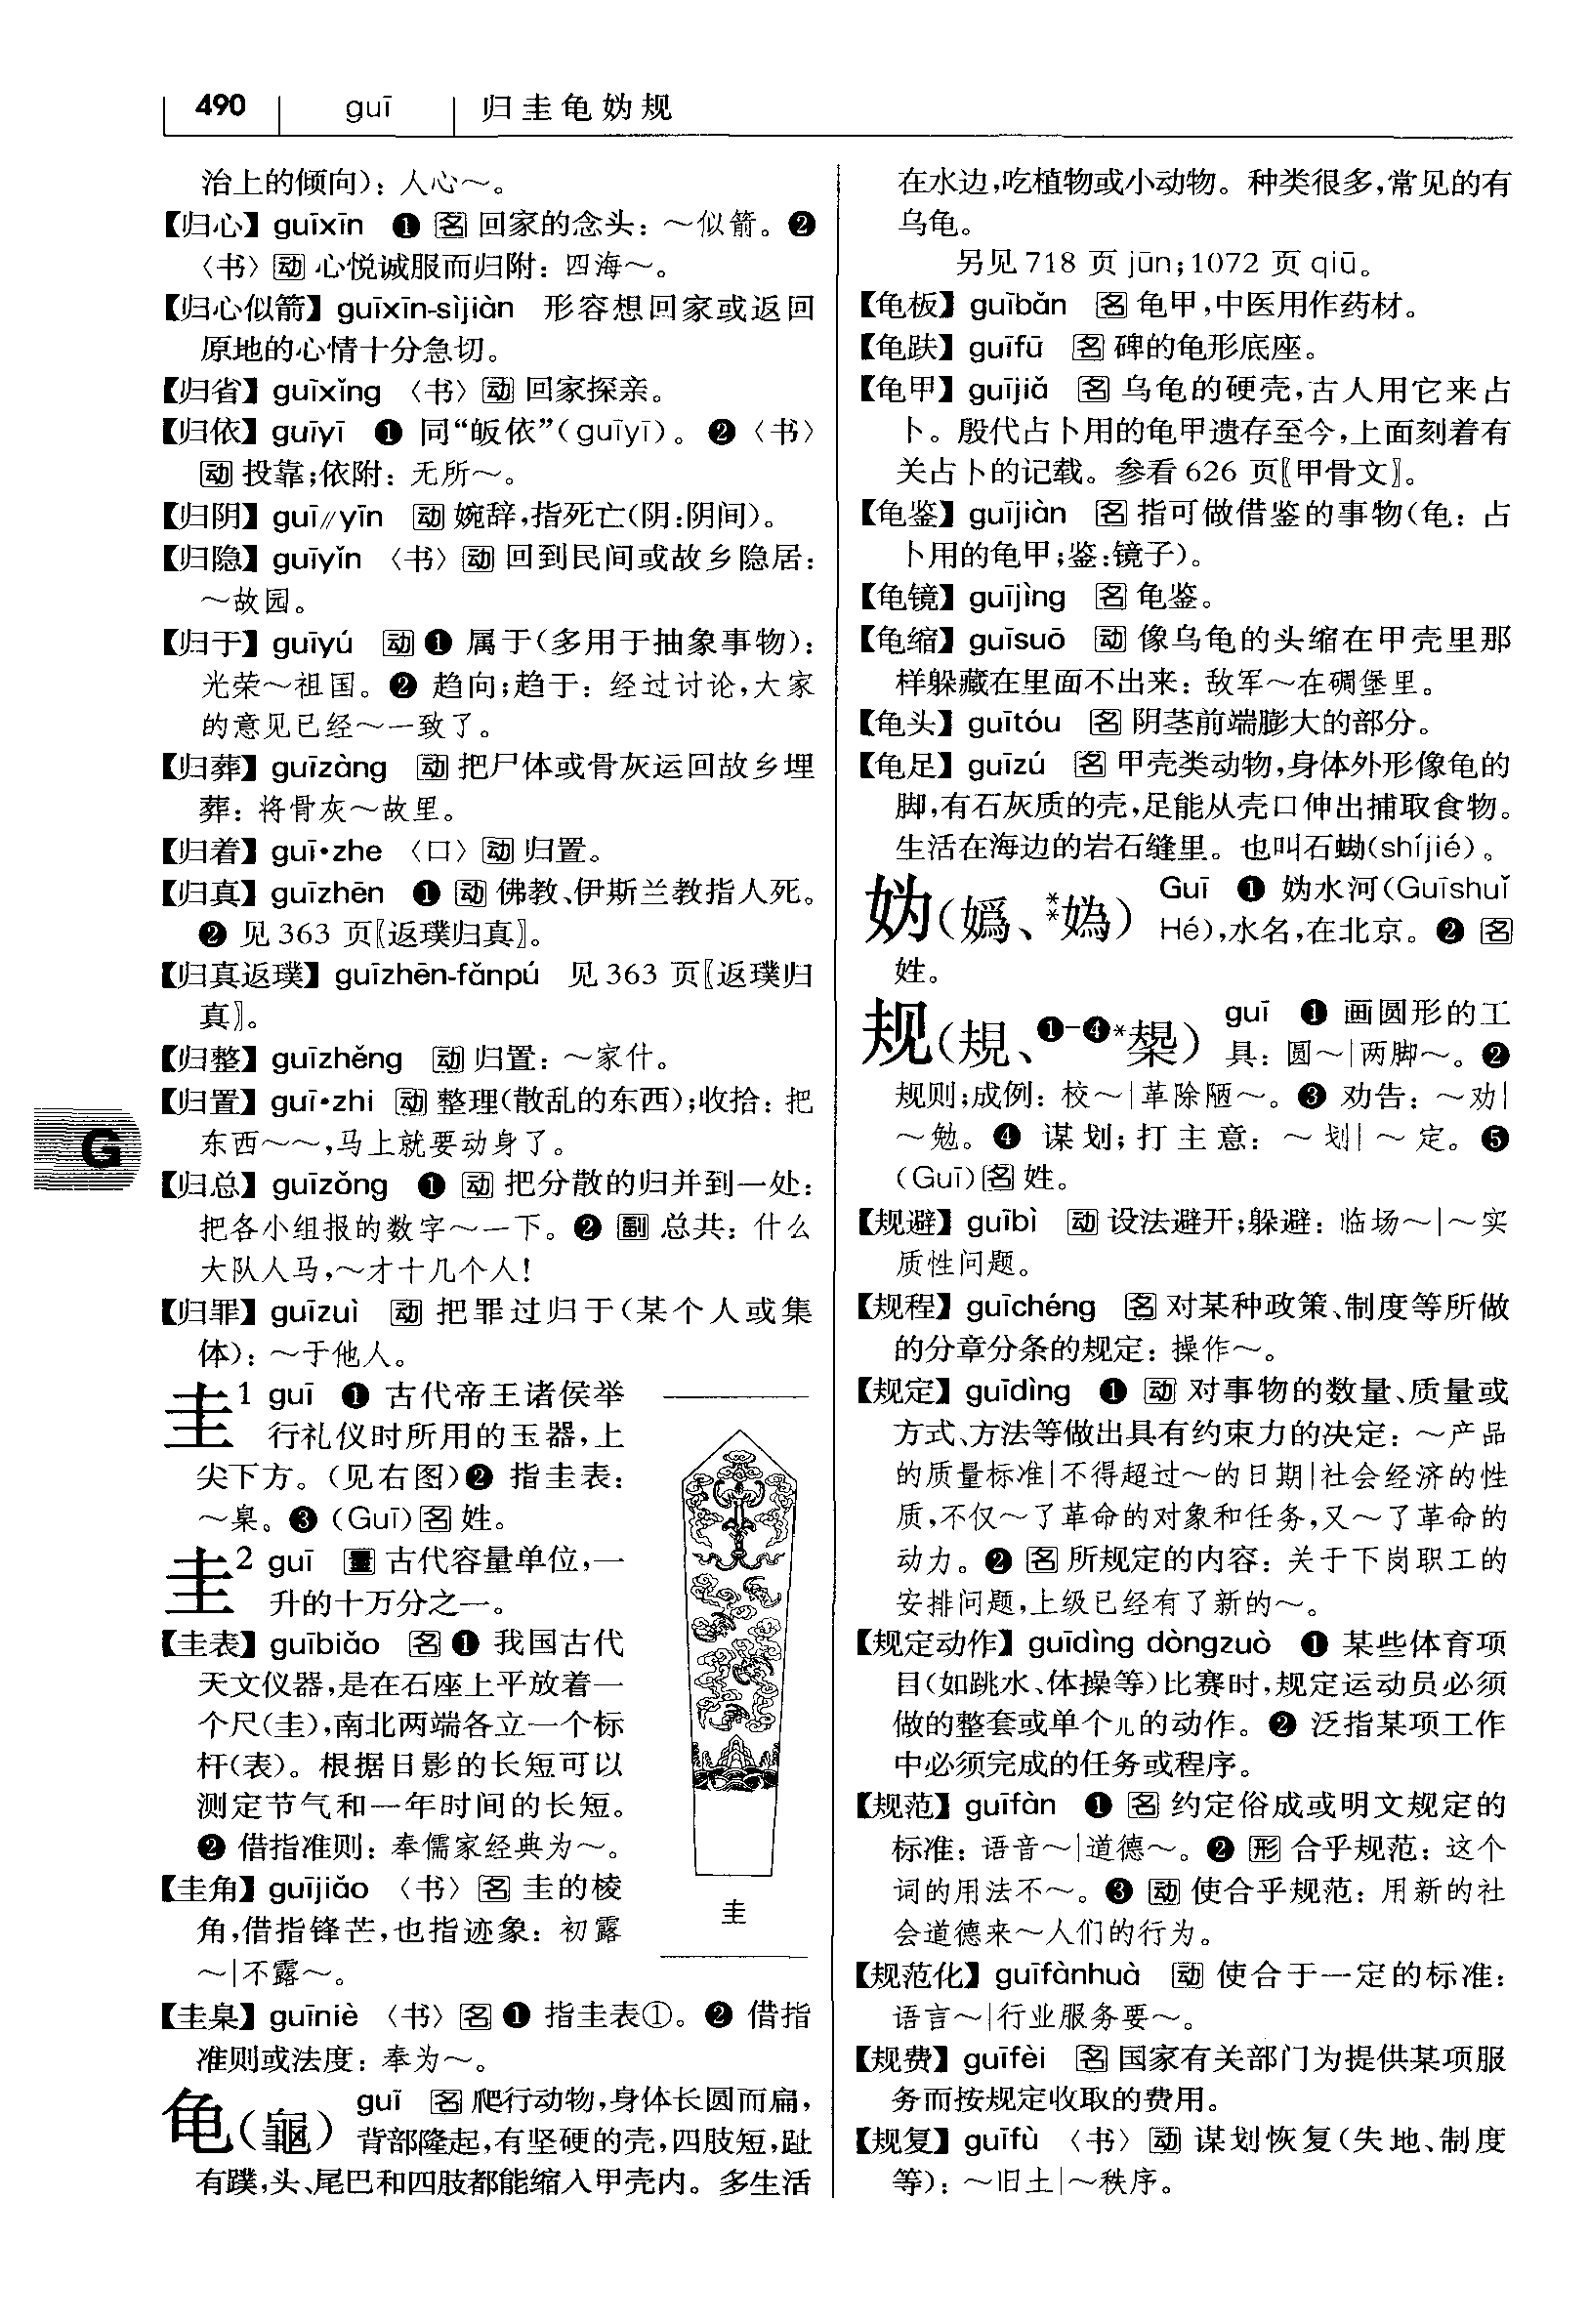 490 guī 归圭龟妫规
治上的倾向）：人心～。
【归心】guīxīn ❶ 名 回家的念头：～似箭。❷
〈书〉动 心悦诚服而归附：四海～。
【归心似箭】guīxīn-sìjiàn 形容想回家或返回
原地的心情十分急切。
【归省】guīxǐng 〈书〉动 回家探亲。
【归依】guīyī ❶ 同“皈依”（guīyī）。❷〈书〉
动 投靠；依附：无所～。
【归阴】guī//yīn 动 婉辞，指死亡（阴：阴间）。
【归隐】guīyǐn 〈书〉动 回到民间或故乡隐居：
～故园。
【归于】guīyú 动 ❶ 属于（多用于抽象事物）：
光荣～祖国。❷ 趋向；趋于：经过讨论，大家
的意见已经～一致了。
【归葬】guīzàng 动 把尸体或骨灰运回故乡埋
葬：将骨灰～故里。
【归着】guī•zhe 〈口〉动 归置。
【归真】guīzhēn ❶ 动 佛教、伊斯兰教指人死。
❷ 见 363 页〖返璞归真〗。
【归真返璞】guīzhēn-fǎnpú 见 363 页〖返璞归
真〗。
【归整】guīzhěng 动 归置：～家什。
【归置】guī•zhi 动 整理（散乱的东西）；收拾：把
东西～～，马上就要动身了。
【归总】guīzǒng ❶ 动 把分散的归并到一处：
把各小组报的数字～一下。❷ 副 总共：什么
大队人马，～才十几个人！
【归罪】guīzuì 动 把罪过归于（某个人或集
体）：～于他人。
圭1 guī ❶ 古代帝王诸侯举
行礼仪时所用的玉器，上
尖下方。（见右图）❷ 指圭表：
～臬。❸（Guī）名 姓。
圭2 guī 量 古代容量单位，一
升的十万分之一。
【圭表】guībiǎo 名 ❶ 我国古代
天文仪器，是在石座上平放着一
个尺（圭），南北两端各立一个标
杆（表）。根据日影的长短可以
测定节气和一年时间的长短。
❷ 借指准则：奉儒家经典为～。
【圭角】guījiǎo 〈书〉名 圭的棱
角，借指锋芒，也指迹象：初露
～|不露～。
圭
【圭臬】guīniè 〈书〉名 ❶ 指圭表①。❷ 借指
准则或法度：奉为～。
龟（龜） guī 名 爬行动物，身体长圆而扁，
背部隆起，有坚硬的壳，四肢短，趾
有蹼，头、尾巴和四肢都能缩入甲壳内。多生活
G
在水边，吃植物或小动物。种类很多，常见的有
乌龟。
另见 718 页 jūn；1072 页 qiū。
【龟板】guībǎn 名 龟甲，中医用作药材。
【龟趺】guīfū 名 碑的龟形底座。
【龟甲】guījiǎ 名 乌龟的硬壳，古人用它来占
卜。殷代占卜用的龟甲遗存至今，上面刻着有
关占卜的记载。参看 626 页〖甲骨文〗。
【龟鉴】guījiàn 名 指可做借鉴的事物（龟：占
卜用的龟甲；鉴：镜子）。
【龟镜】guījìng 名 龟鉴。
【龟缩】guīsuō 动 像乌龟的头缩在甲壳里那
样躲藏在里面不出来：敌军～在碉堡里。
【龟头】guītóu 名 阴茎前端膨大的部分。
【龟足】guīzú 名 甲壳类动物，身体外形像龟的
脚，有石灰质的壳，足能从壳口伸出捕取食物。
生活在海边的岩石缝里。也叫石蜐（shíjié）。
妫（嬀、**媯） Guī ❶ 妫水河（Guīshuǐ
Hé），水名，在北京。❷ 名
姓。
规（規、❶-❹*槼） guī ❶ 画圆形的工
具：圆～|两脚～。❷
规则；成例：校～|革除陋～。❸ 劝告：～劝|
～勉。❹ 谋划；打主意：～划|～定。❺
（Guī）名 姓。
【规避】guībì 动 设法避开；躲避：临场～|～实
质性问题。
【规程】guīchéng 名 对某种政策、制度等所做
的分章分条的规定：操作～。
【规定】guīdìng ❶ 动 对事物的数量、质量或
方式、方法等做出具有约束力的决定：～产品
的质量标准|不得超过～的日期|社会经济的性
质，不仅～了革命的对象和任务，又～了革命的
动力。❷ 名 所规定的内容：关于下岗职工的
安排问题，上级已经有了新的～。
【规定动作】guīdìng dòngzuò ❶ 某些体育项
目（如跳水、体操等）比赛时，规定运动员必须
做的整套或单个儿的动作。❷ 泛指某项工作
中必须完成的任务或程序。
【规范】guīfàn ❶ 名 约定俗成或明文规定的
标准：语音～|道德～。❷ 形 合乎规范：这个
词的用法不～。❸ 动 使合乎规范：用新的社
会道德来～人们的行为。
【规范化】guīfànhuà 动 使合于一定的标准：
语言～|行业服务要～。
【规费】guīfèi 名 国家有关部门为提供某项服
务而按规定收取的费用。
【规复】guīfù 〈书〉动 谋划恢复（失地、制度
等）：～旧土|～秩序。